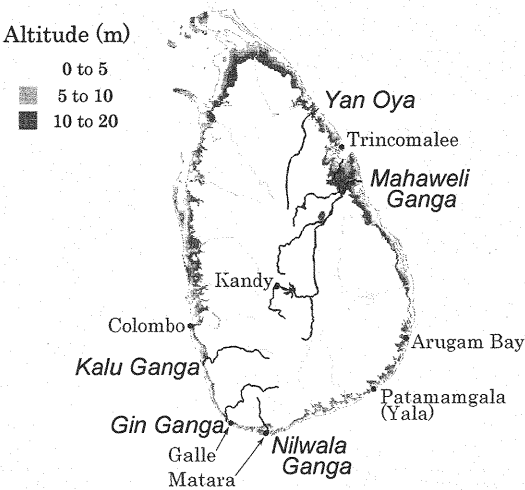 Altitude (m)
0 to 5
5 to 10
10 to 20
Yan Oya
Trincomalee
Mahaweli
Ganga
Kandy
Colombo
Arugam Bay
Kalu Ganga
Patamamgala
(Yala)
Gin Ganga
Galle
Nilwala
Ganga
Matara